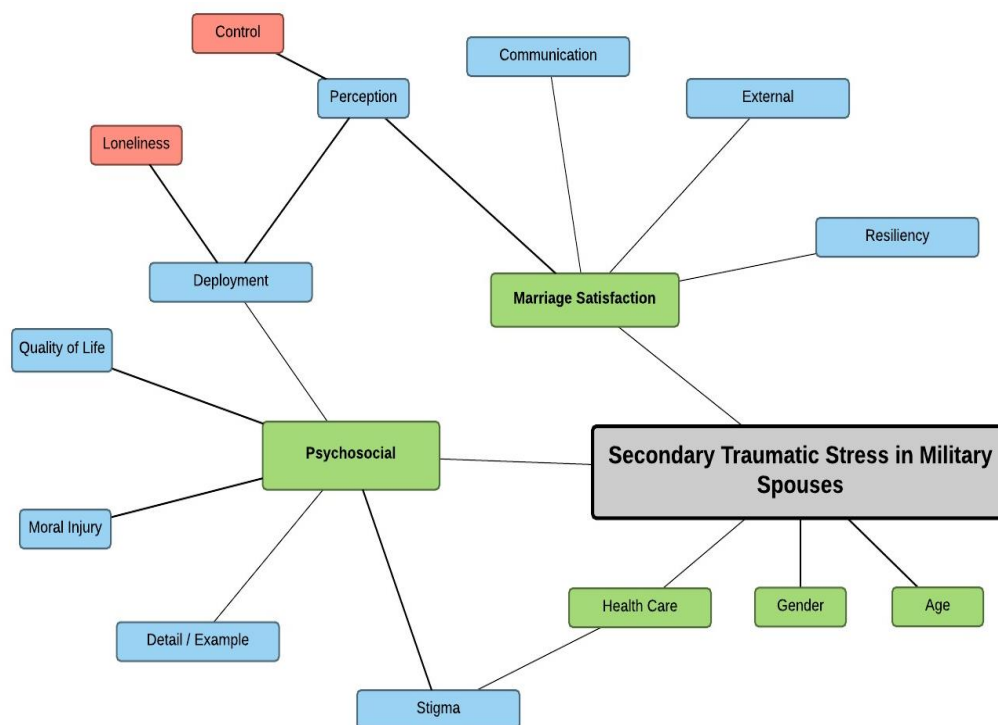 Control
Communication
Perception
External
Loneliness
Resiliency
Deployment
Marriage Satisfaction
Quality of Life
Psychosocial
Secondary Traumatic Stress in Military
Spouses
Moral Injury
Health Care
Gender
Age
Detail / Example
Stigma